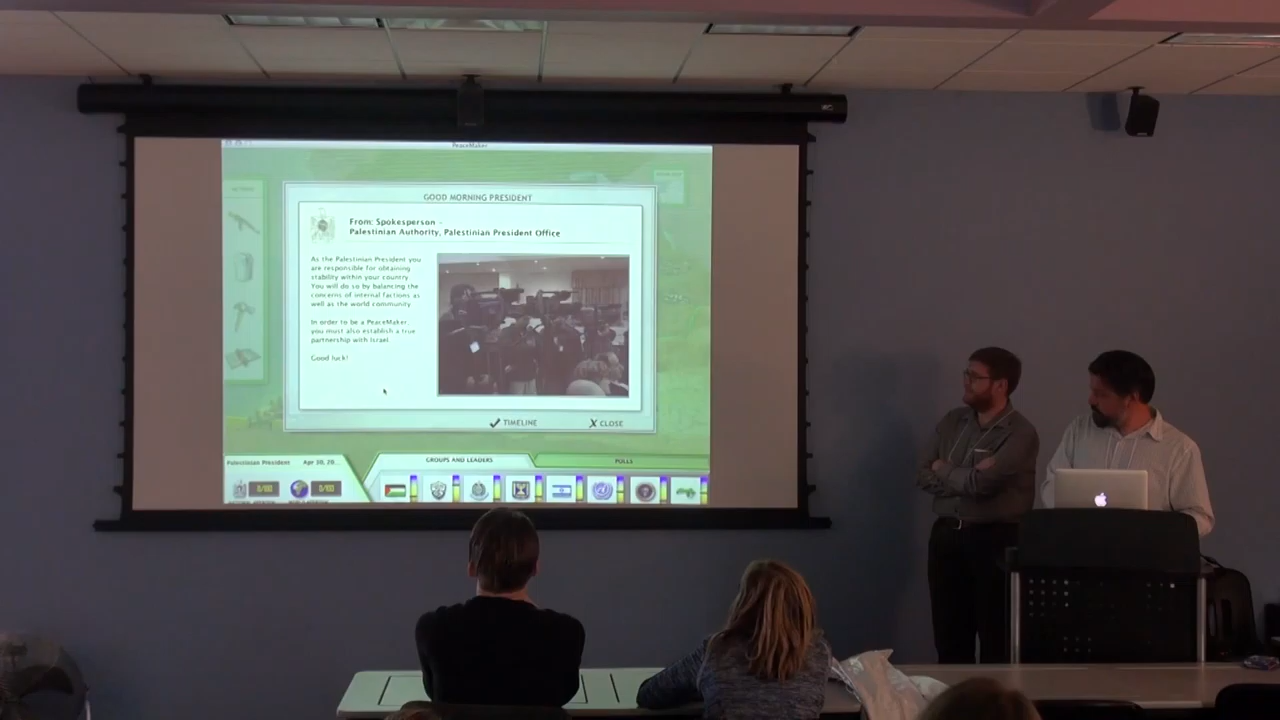 PeaceMaker
GOOD MORNING PRESIDENT
From: Spokesperson -
Palestinian Authority, Palestinian President Office
As the Palestinian President you
are responsible for obtaining
stability within your country.
You will do so by balancing the
concerns of internal factions as
well as the world community.
In order to be a PeaceMaker,
you must also establish a true
partnership with Israel.
Good luck!
TIMELINE
X CLOSE
Palestinian President Apr 30, 20...
GROUPS AND LEADERS
POLLS